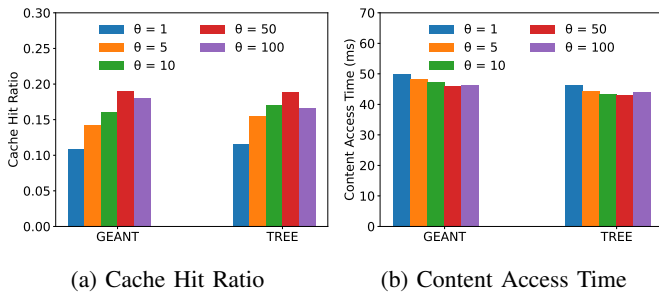 0.30
0.25
0.20
0.15
0.10
0.05
0.00
Cache Hit Ratio
θ = 1
θ = 5
θ = 10
θ = 50
θ = 100
GEANT
TREE
(a) Cache Hit Ratio
70
60
50
40
30
20
10
0
Content Access Time (ms)
θ = 1
θ = 5
θ = 10
θ = 50
θ = 100
GEANT
TREE
(b) Content Access Time